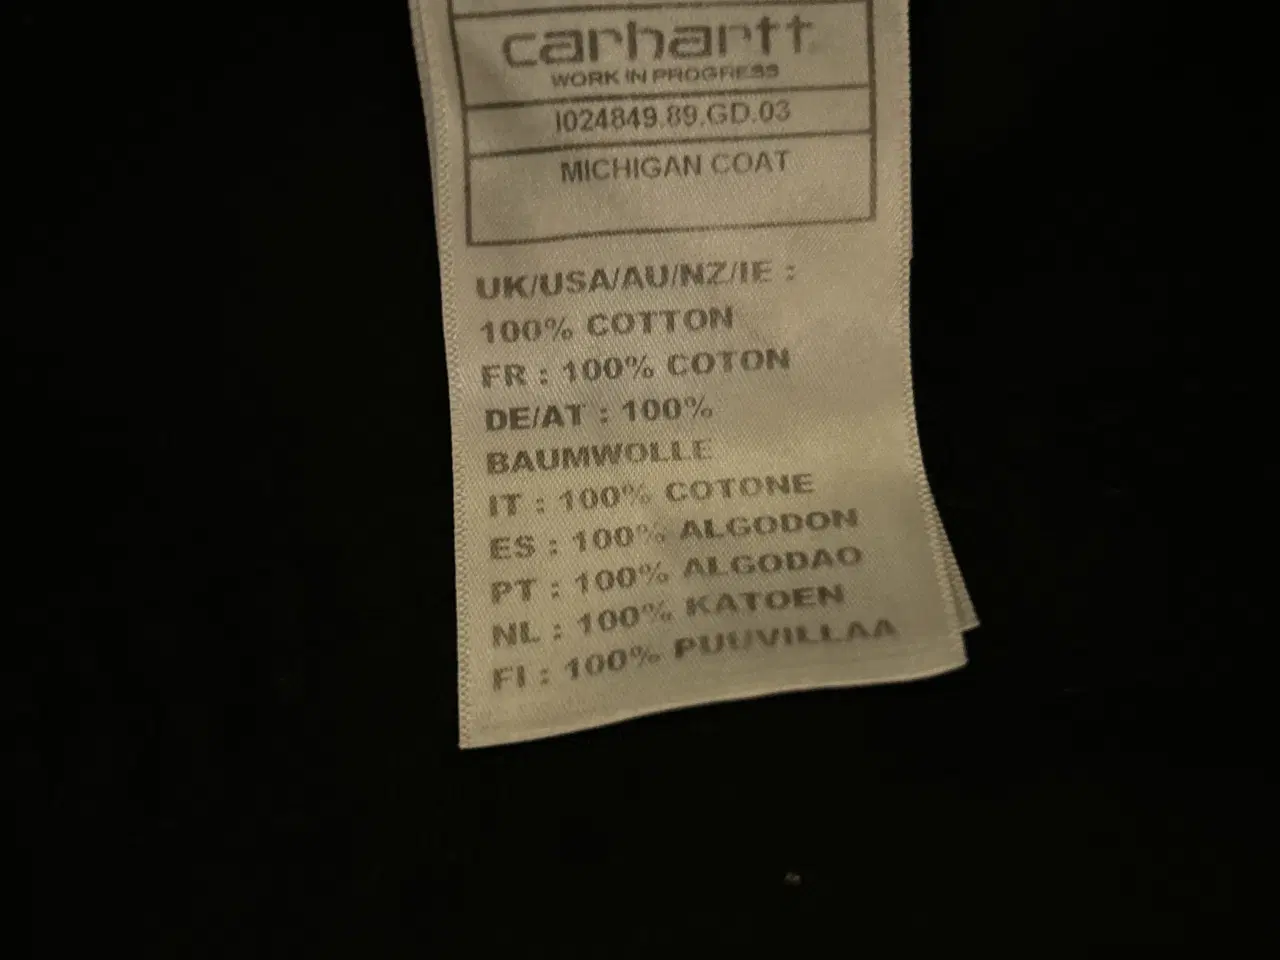 carhartt
WORK IN PROGRESS
I024849.89.GD.03
MICHIGAN COAT
UK/USA/AU/NZ/IE :
100% COTTON
FR : 100% COTON
DE/AT : 100%
BAUMWOLLE
IT : 100% COTONE
ES : 100% ALGODON
PT : 100% ALGODAO
NL : 100% KATOEN
FI : 100% PUUVILLAA